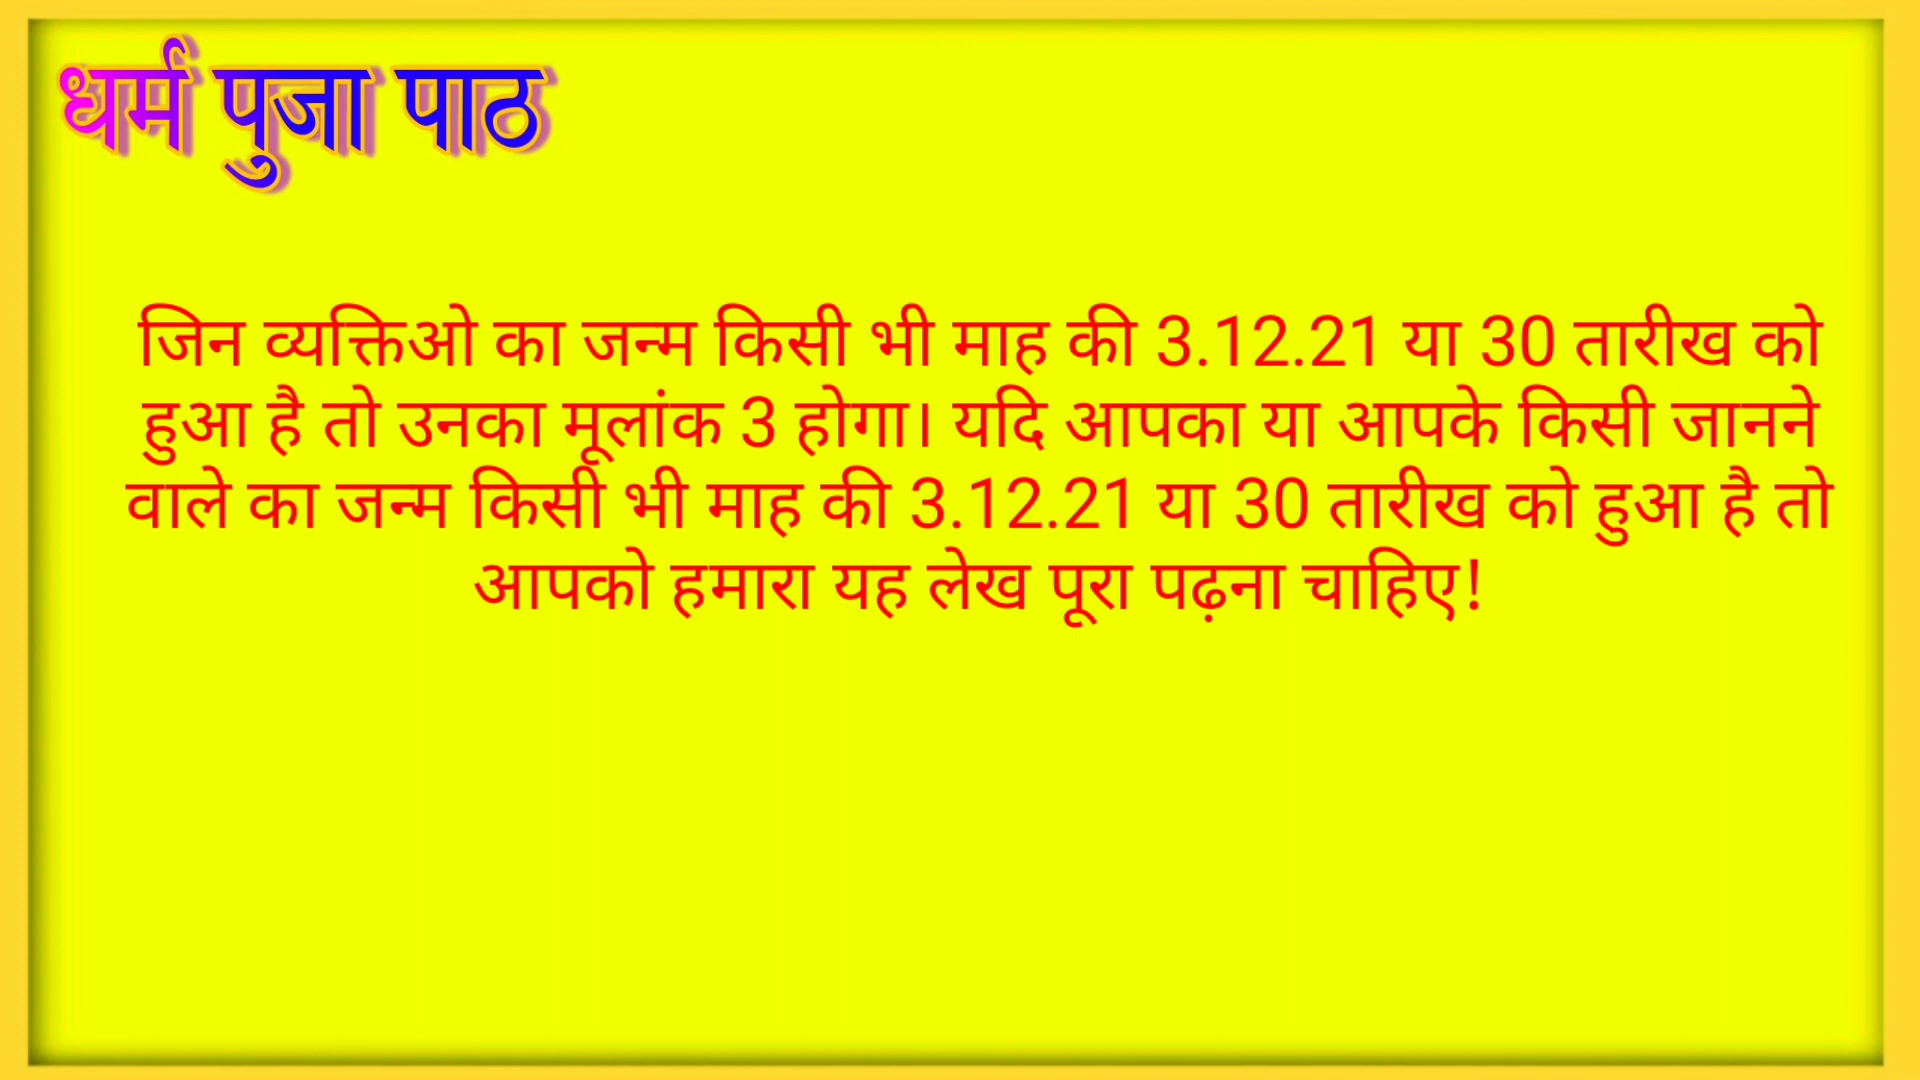 धर्म पुजा पाठ
जिन व्यक्तिओ का जन्म किसी भी माह की 3.12.21 या 30 तारीख को
हुआ है तो उनका मूलांक 3 होगा। यदि आपका या आपके किसी जानने
वाले का जन्म किसी भी माह की 3.12.21 या 30 तारीख को हुआ है तो
आपको हमारा यह लेख पूरा पढ़ना चाहिए!